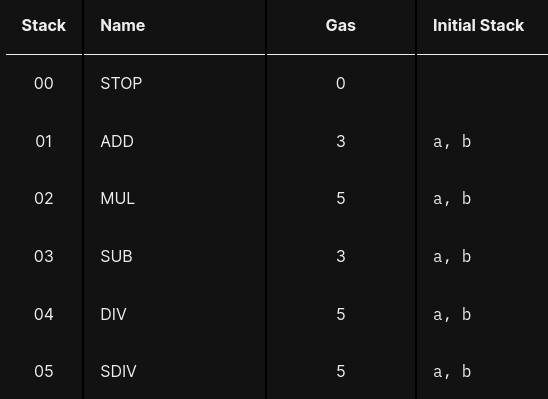 Stack Name Gas Initial Stack
00 STOP 0
01 ADD 3 a, b
02 MUL 5 a, b
03 SUB 3 a, b
04 DIV 5 a, b
05 SDIV 5 a, b